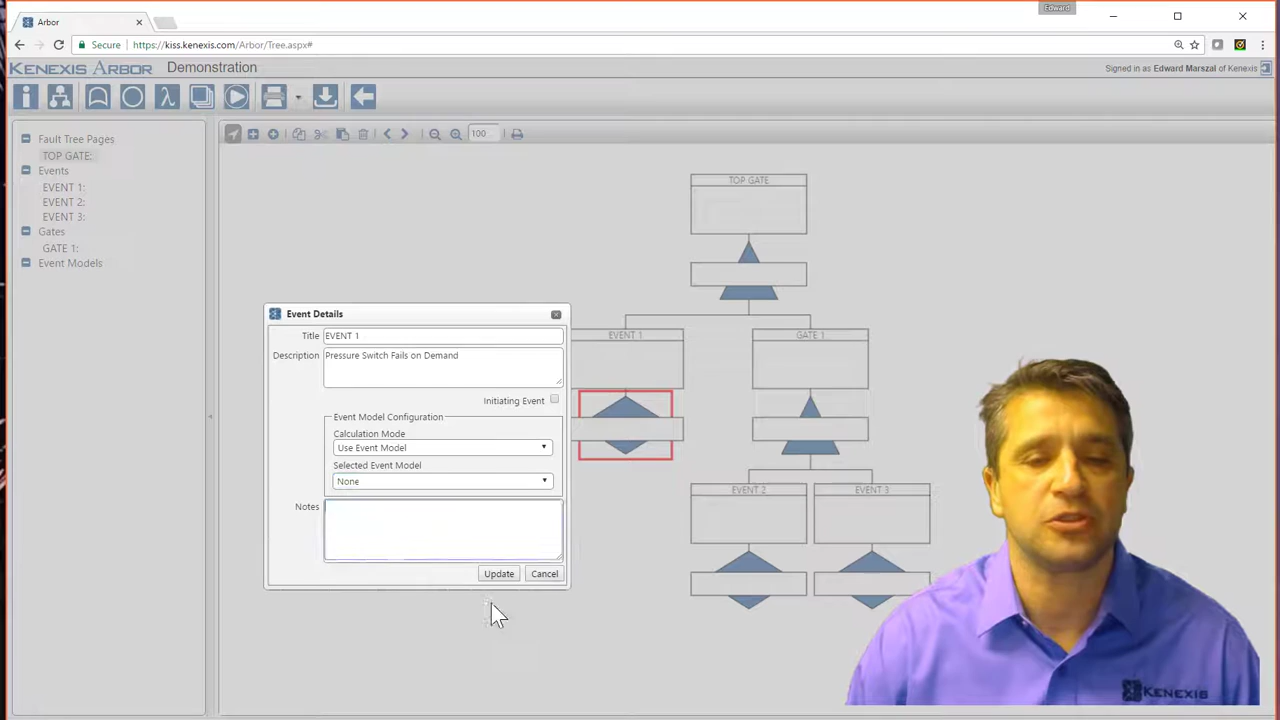 Edward
Arbor
Secure
https://kiss.kenexis.com/Arbor/Tree.aspx#
KENEXIS ARBOR
Demonstration
Signed in as Edward Marszal of Kenexis
100
Fault Tree Pages
TOP GATE:
Events
EVENT 1:
EVENT 2:
EVENT 3:
Gates
GATE 1:
Event Models
TOP GATE
EVENT 1
GATE 1
EVENT 2
EVENT 3
Event Details
Title EVENT 1
Description Pressure Switch Fails on Demand
Initiating Event
Event Model Configuration
Calculation Mode
Use Event Model
Selected Event Model
None
Notes
Update Cancel
KENEXIS